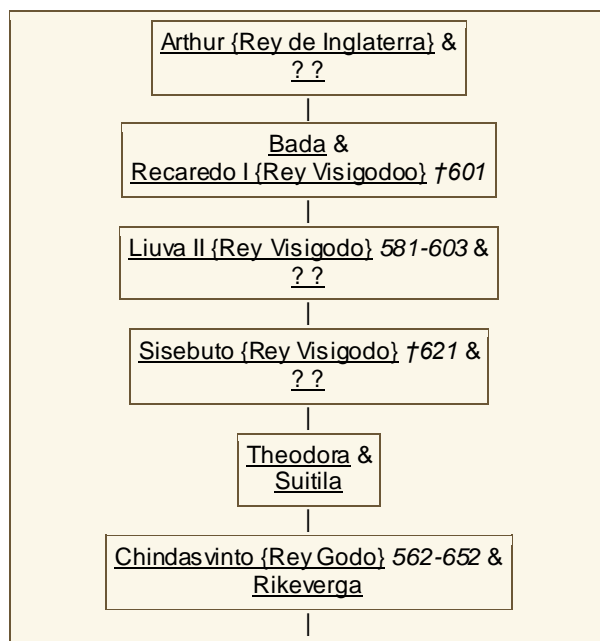 Arthur {Rey de Inglaterra} &
? ?
Bada &
Recaredo I {Rey Visigodoo} †601
Liuva II {Rey Visigodo} 581-603 &
? ?
Sisebuto {Rey Visigodo} †621 &
? ?
Theodora &
Suitila
Chindasvinto {Rey Godo} 562-652 &
Rikeverga